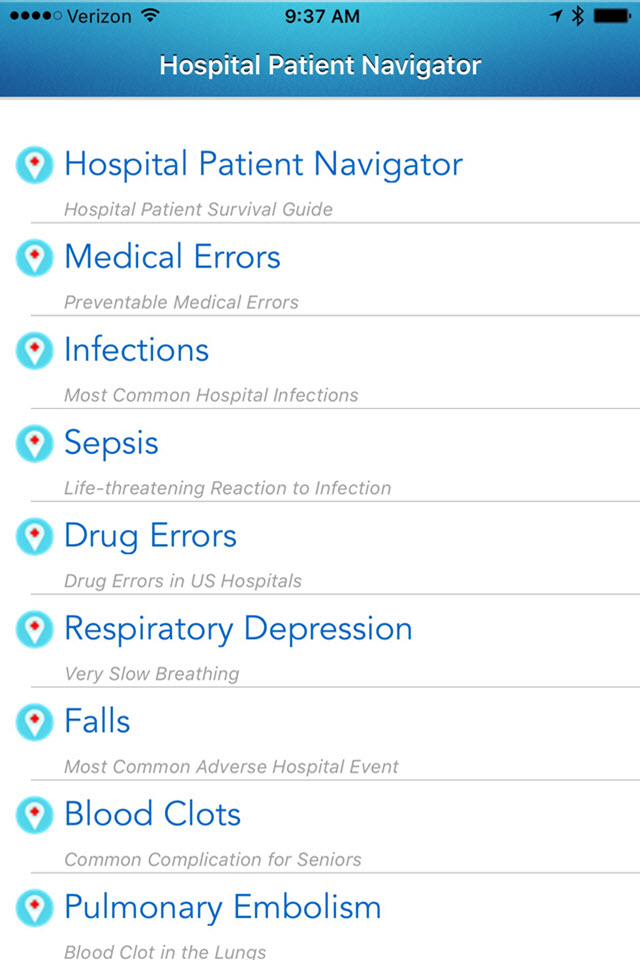 Verizon 9:37 AM
Hospital Patient Navigator
Hospital Patient Navigator
Hospital Patient Survival Guide
Medical Errors
Preventable Medical Errors
Infections
Most Common Hospital Infections
Sepsis
Life-threatening Reaction to Infection
Drug Errors
Drug Errors in US Hospitals
Respiratory Depression
Very Slow Breathing
Falls
Most Common Adverse Hospital Event
Blood Clots
Common Complication for Seniors
Pulmonary Embolism
Blood Clot in the Lungs